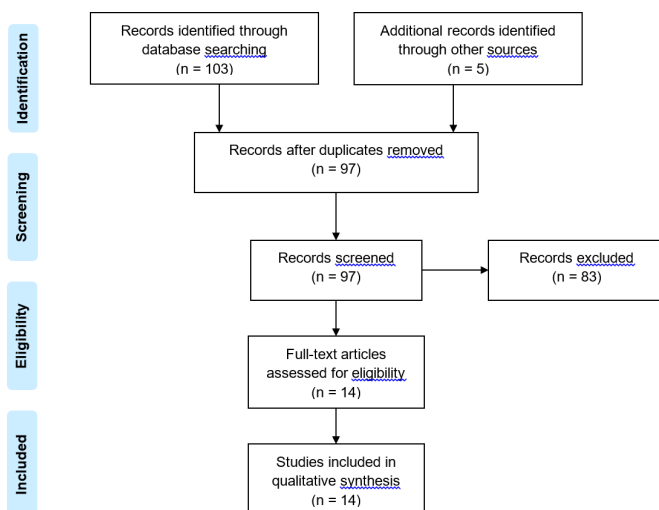 Identification
Records identified through
database searching
(n = 103)
Additional records identified
through other sources
(n = 5)
Records after duplicates removed
(n = 97)
Screening
Records screened
(n = 97)
Records excluded
(n = 83)
Eligibility
Full-text articles
assessed for eligibility
(n = 14)
Included
Studies included in
qualitative synthesis
(n = 14)